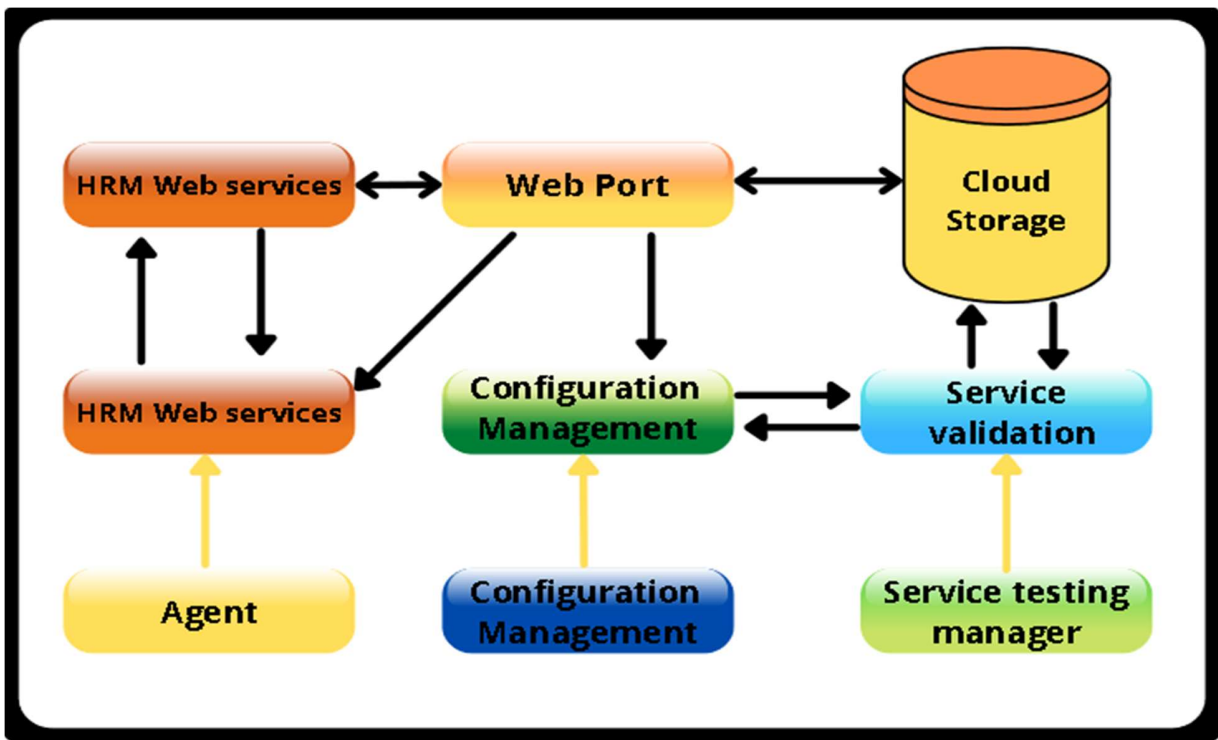 HRM Web services
Web Port
Cloud
Storage
HRM Web services
Configuration
Management
Service
validation
Agent
Configuration
Management
Service testing
manager